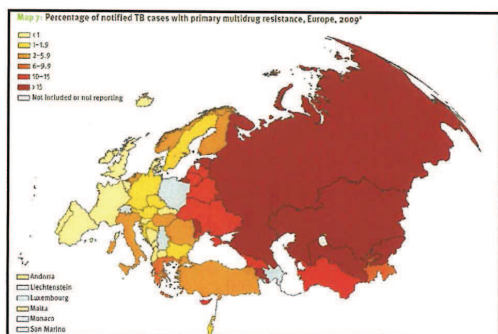 Map 7: Percentage of notified TB cases with primary multidrug resistance, Europe, 2009ª
<1
1–1.9
2–5.9
6–9.9
10–15
>15
Not included or not reporting
Andorra
Liechtenstein
Luxembourg
Malta
Monaco
San Marino